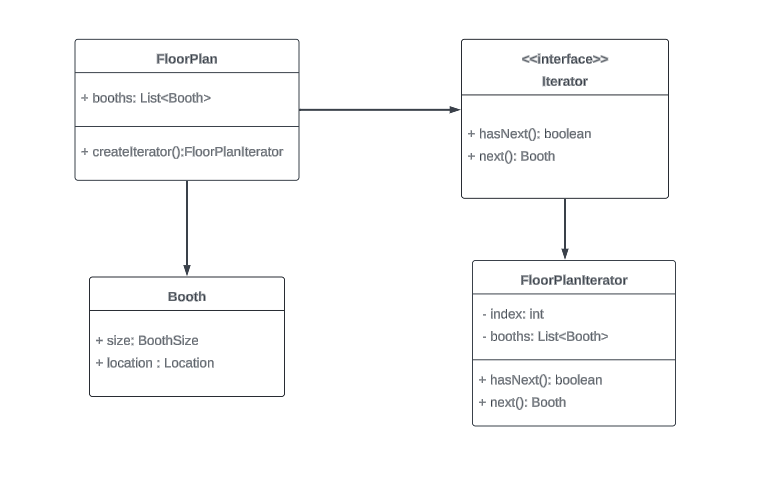 FloorPlan
+ booths: List<Booth>
+ createIterator():FloorPlanIterator
<<interface>>
Iterator
+ hasNext(): boolean
+ next(): Booth
Booth
+ size: BoothSize
+ location : Location
FloorPlanIterator
- index: int
- booths: List<Booth>
+ hasNext(): boolean
+ next(): Booth